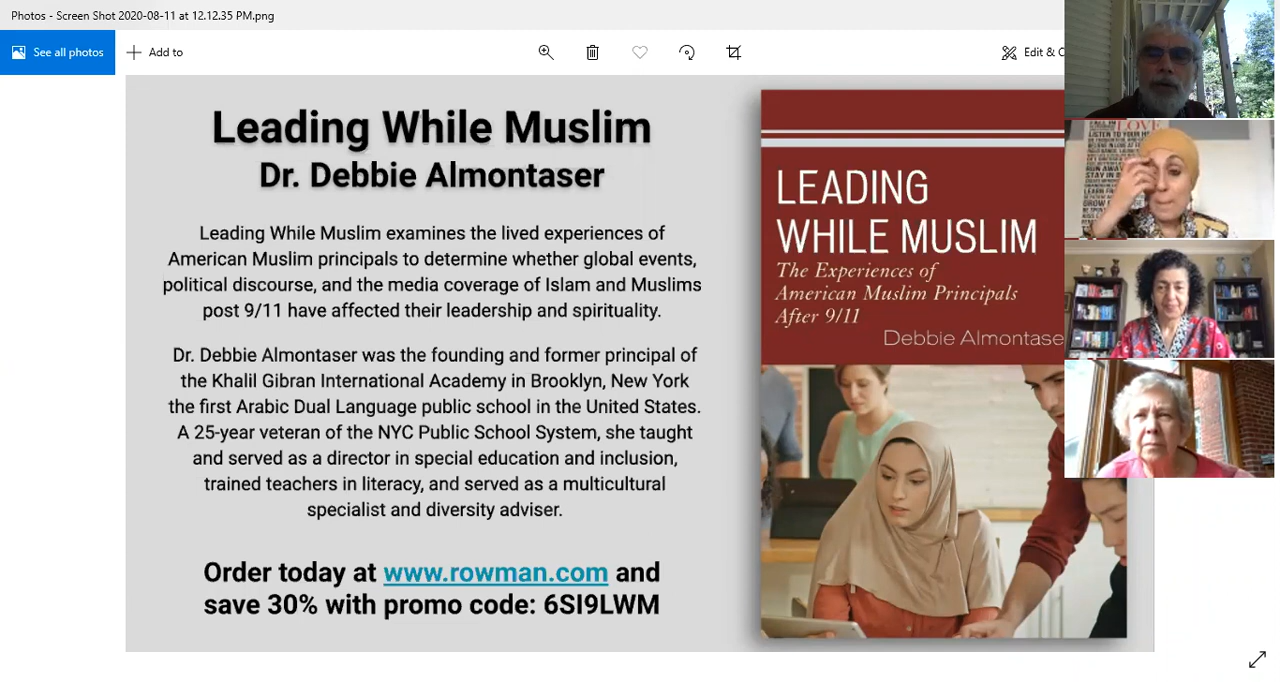 Photos - Screen Shot 2020-08-11 at 12.12.35 PM.png
See all photos
Add to
Edit & C
Leading While Muslim
Dr. Debbie Almontaser
Leading While Muslim examines the lived experiences of
American Muslim principals to determine whether global events,
political discourse, and the media coverage of Islam and Muslims
post 9/11 have affected their leadership and spirituality.
Dr. Debbie Almontaser was the founding and former principal of
the Khalil Gibran International Academy in Brooklyn, New York
the first Arabic Dual Language public school in the United States.
A 25-year veteran of the NYC Public School System, she taught
and served as a director in special education and inclusion,
trained teachers in literacy, and served as a multicultural
specialist and diversity adviser.
Order today at www.rowman.com and
save 30% with promo code: 6SI9LWM
LEADING
WHILE MUSLIM
The Experiences of
American Muslim Principals
After 9/11
Debbie Almontase
LOVE
LISTEN TO YOUR